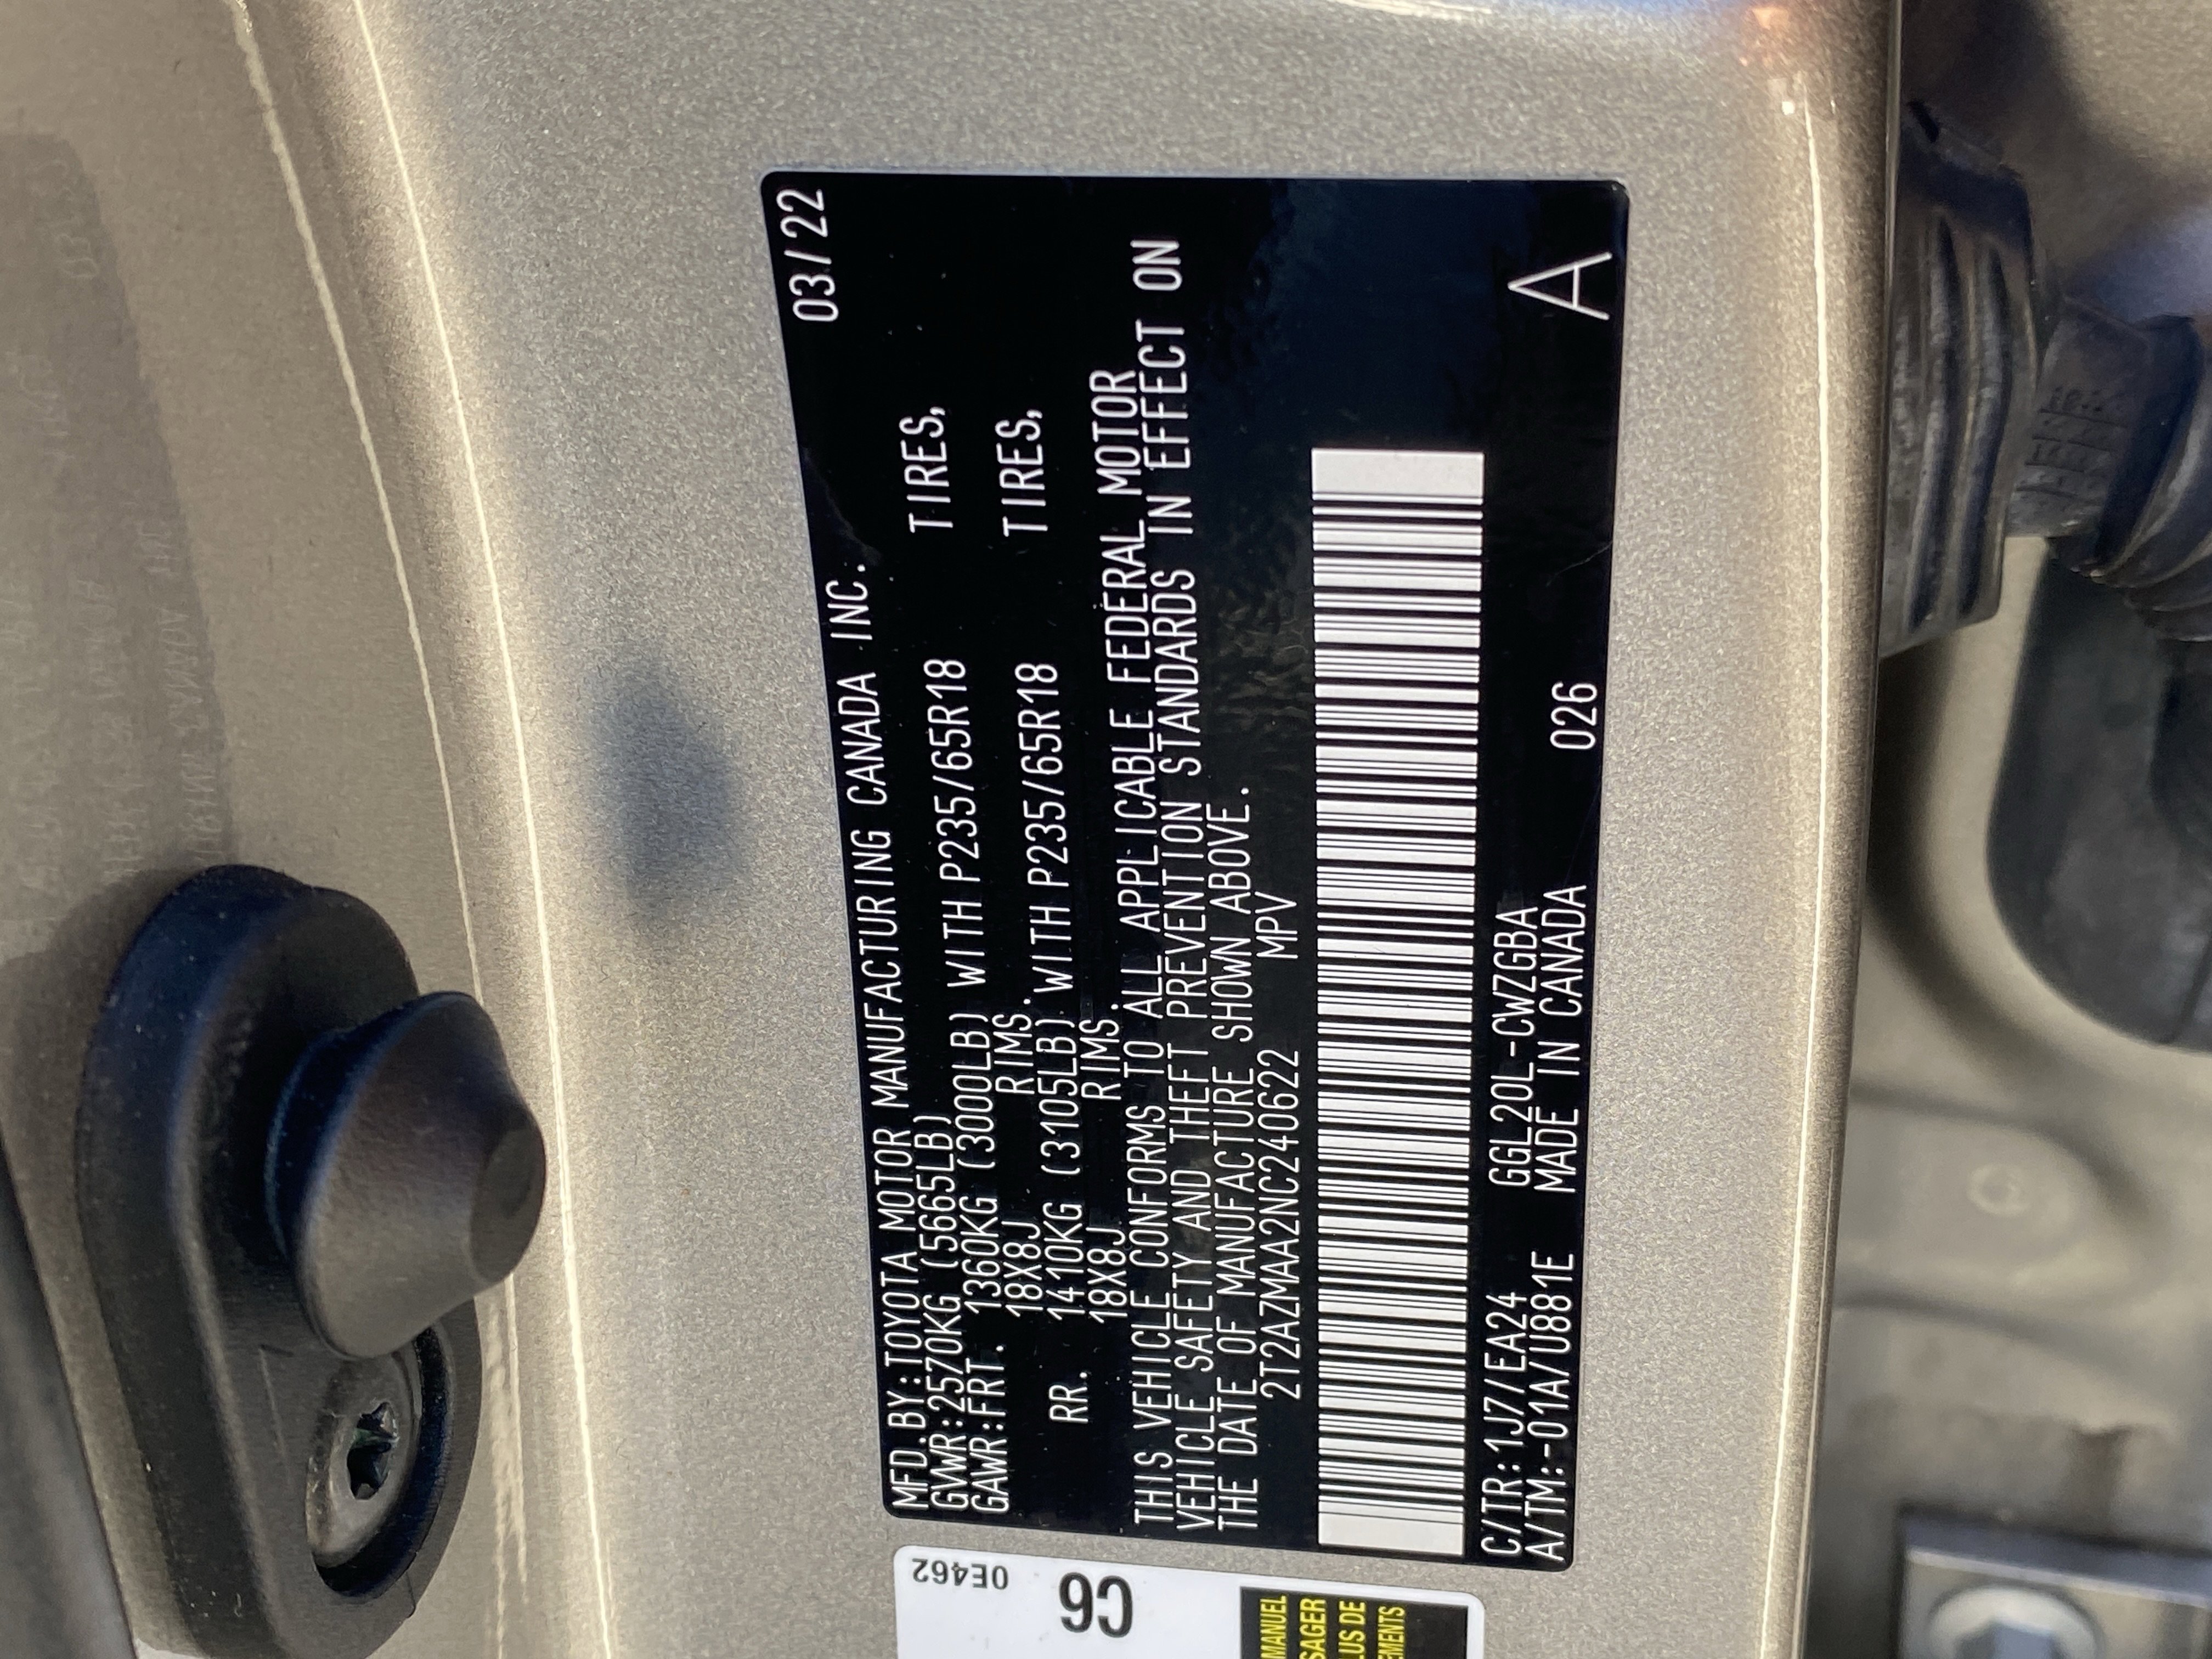 03/22
MFD.BY:TOYOTA MOTOR MANUFACTURING CANADA INC.
GVWR:2570KG (5665LB)
GAWR:FRT. 1360KG (3000LB) WITH P235/65R18 TIRES,
18X8J RIMS.
RR. 1410KG (3105LB) WITH P235/65R18 TIRES,
18X8J RIMS.
THIS VEHICLE CONFORMS TO ALL APPLICABLE FEDERAL MOTOR
VEHICLE SAFETY AND THEFT PREVENTION STANDARDS IN EFFECT ON
THE DATE OF MANUFACTURE SHOWN ABOVE.
2T2AZMAA2NC240622 MPV
C/TR:1J7/EA24 GGL20L-CWZGBA
A/TM:-01A/U881E MADE IN CANADA 026
A
0E462
C6
MANUEL
SAGER
LUS DE
EMENTS